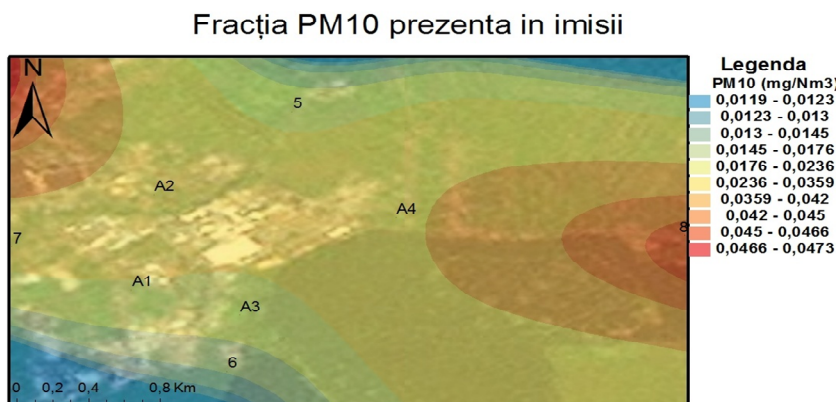 Fracția PM10 prezenta in imisii
N
5
A2
A4
7
8
A1
A3
6
0 0,2 0,4 0,8 Km
Legenda
PM10 (mg/Nm3)
0,0119 - 0,0123
0,0123 - 0,013
0,013 - 0,0145
0,0145 - 0,0176
0,0176 - 0,0236
0,0236 - 0,0359
0,0359 - 0,042
0,042 - 0,045
0,045 - 0,0466
0,0466 - 0,0473